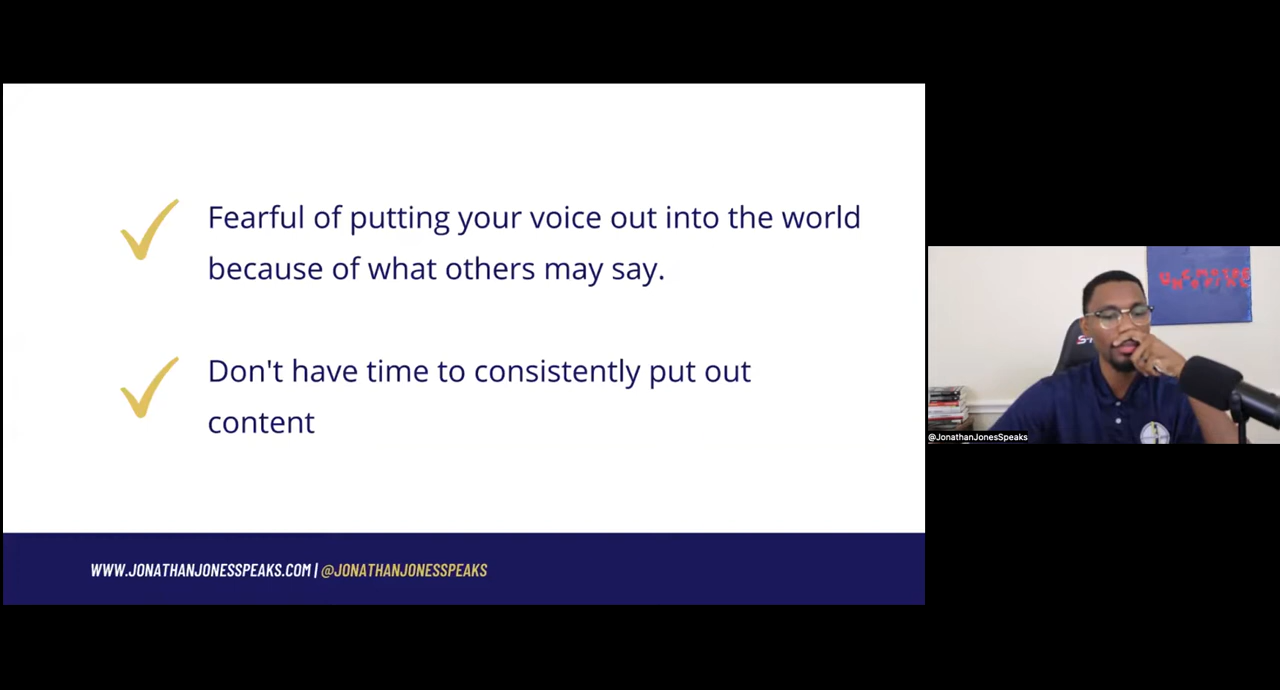 Fearful of putting your voice out into the world
because of what others may say.
Don't have time to consistently put out
content
WWW.JONATHANJONESSPEAKS.COM | @JONATHANJONESSPEAKS
@JonathanJonesSpeaks